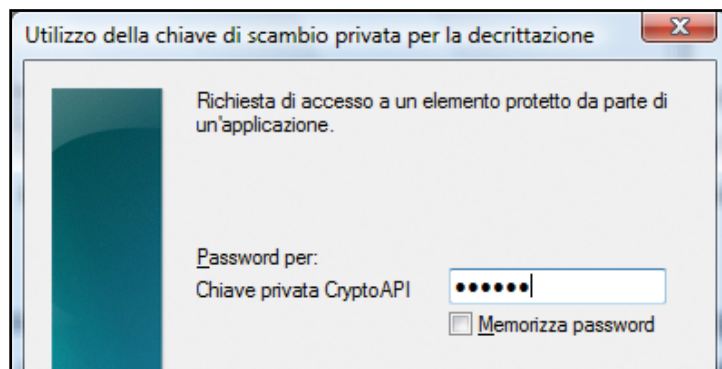 Utilizzo della chiave di scambio privata per la decrittazione
Richiesta di accesso a un elemento protetto da parte di
un'applicazione.
Password per:
Chiave privata CryptoAPI ••••••
Memorizza password